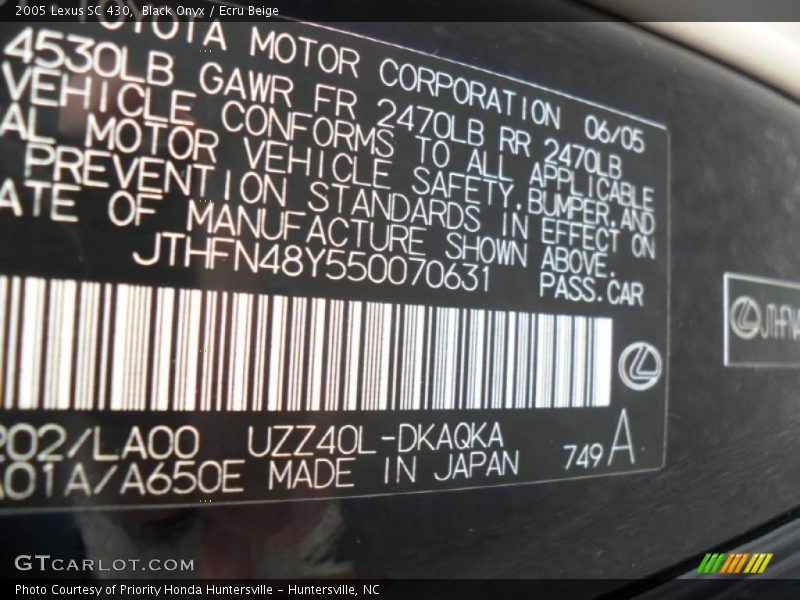 2005 Lexus SC 430, Black Onyx / Ecru Beige
TOYOTA MOTOR CORPORATION 06/05
4530LB GAWR FR 2470LB RR 2470LB
VEHICLE CONFORMS TO ALL APPLICABLE
AL MOTOR VEHICLE SAFETY,BUMPER,AND
PREVENTION STANDARDS IN EFFECT ON
ATE OF MANUFACTURE SHOWN ABOVE.
JTHFN48Y550070631 PASS.CAR
202/LA00 UZZ40L-DKAQKA
A01A/A650E MADE IN JAPAN 749 A
JTHFN4
GTCARLOT.COM
Photo Courtesy of Priority Honda Huntersville - Huntersville, NC